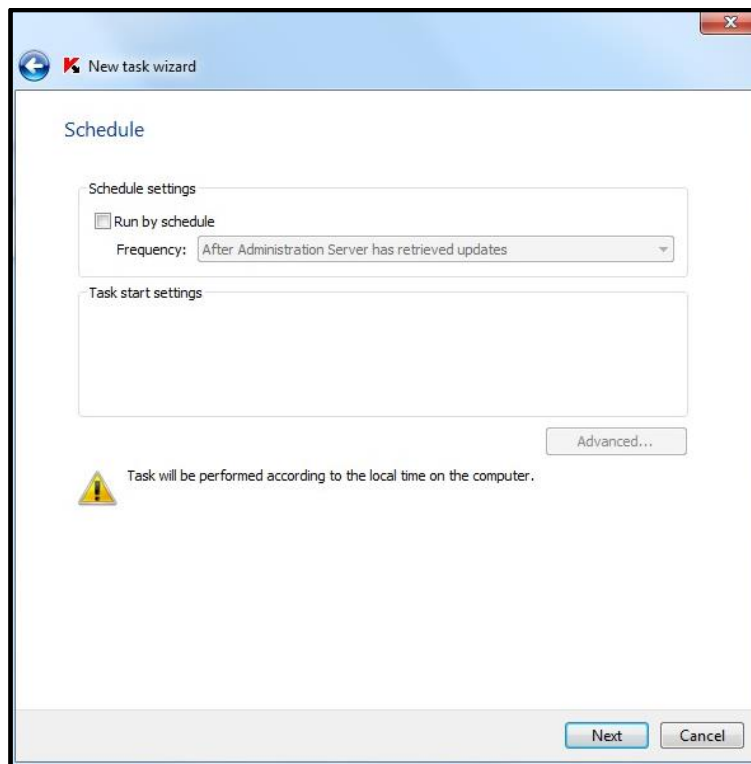 New task wizard
Schedule
Schedule settings
Run by schedule
Frequency: After Administration Server has retrieved updates
Task start settings
Advanced...
Task will be performed according to the local time on the computer.
Next Cancel